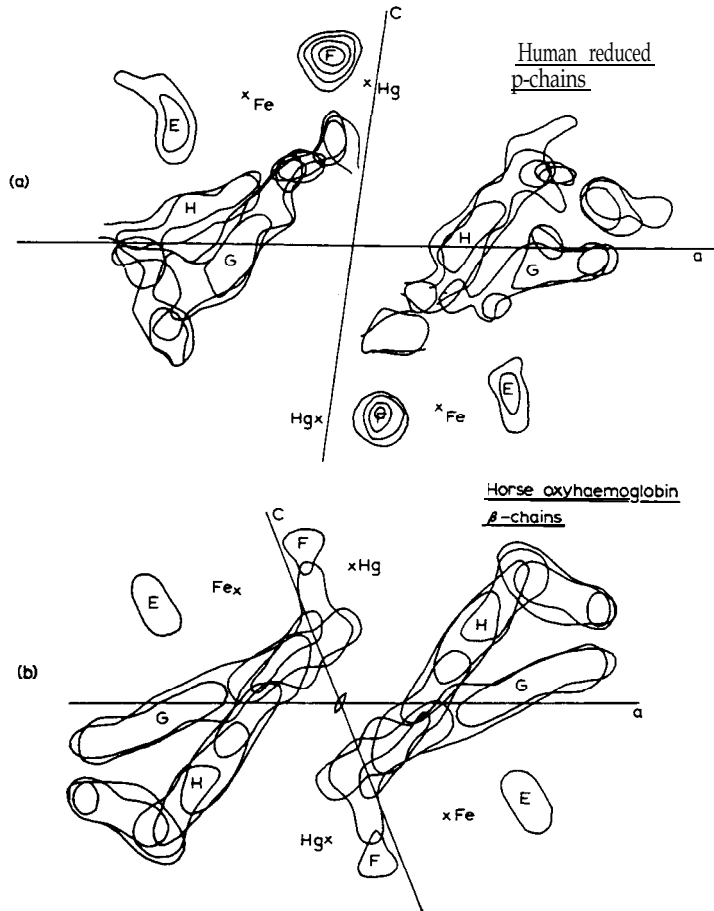 C
Human reduced
p-chains
F
x Hg
x Fe
E
(a)
H
G
H
G
a
E
Hg x
x Fe
Horse oxyhaemoglobin
β-chains
C
F
x Hg
Fe x
E
H
G
(b)
G
a
H
E
x Fe
Hg x
F